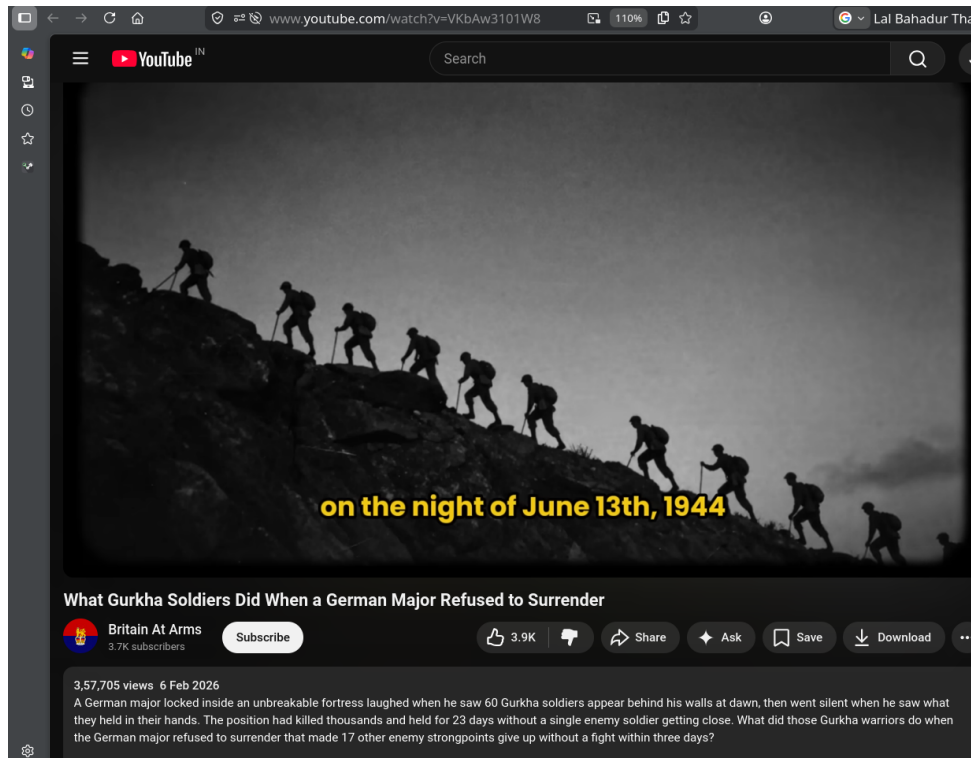 www.youtube.com/watch?v=VKbAw3101W8
110%
Lal Bahadur Tha
YouTube IN
Search
on the night of June 13th, 1944
What Gurkha Soldiers Did When a German Major Refused to Surrender
Britain At Arms
3.7K subscribers
Subscribe
3.9K
Share
Ask
Save
Download
3,57,705 views 6 Feb 2026
A German major locked inside an unbreakable fortress laughed when he saw 60 Gurkha soldiers appear behind his walls at dawn, then went silent when he saw what
they held in their hands. The position had killed thousands and held for 23 days without a single enemy soldier getting close. What did those Gurkha warriors do when
the German major refused to surrender that made 17 other enemy strongpoints give up without a fight within three days?